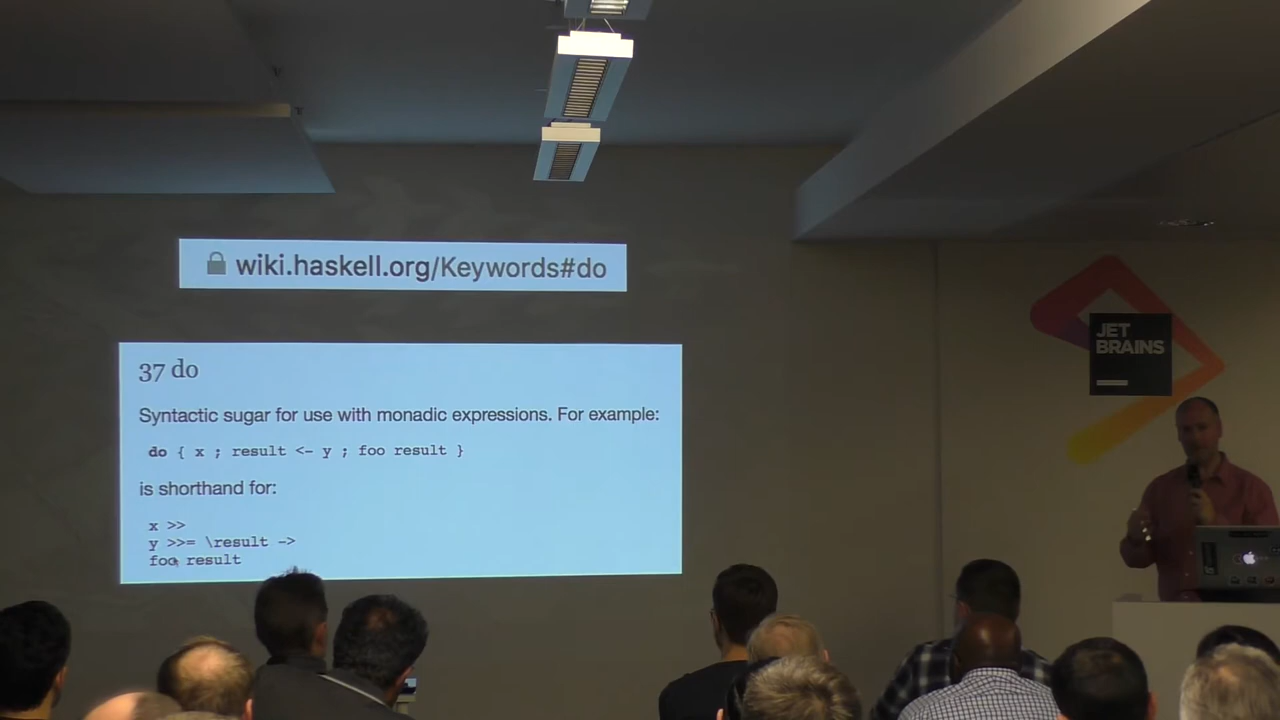 wiki.haskell.org/Keywords#do
37 do
Syntactic sugar for use with monadic expressions. For example:
do { x ; result <- y ; foo result }
is shorthand for:
x >>
y >>= \result ->
foo result
JET
BRAINS